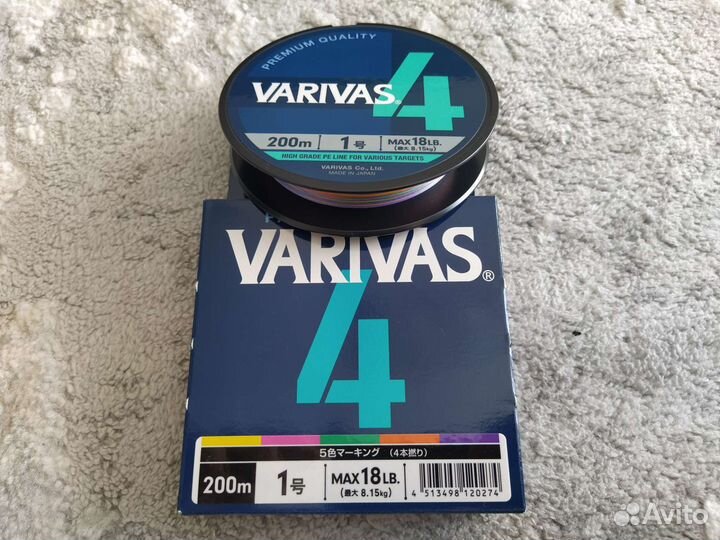 PREMIUM QUALITY
VARIVAS® 4
200m 1号 MAX18LB.
(最大 8.15kg)
HIGH GRADE PE LINE FOR VARIOUS TARGETS
VARIVAS Co., Ltd.
MADE IN JAPAN
VARIVAS®
4
5色マーキング (4本撚り)
200m 1号 MAX18LB.
(最大 8.15kg)
4 513498 120274
Avito